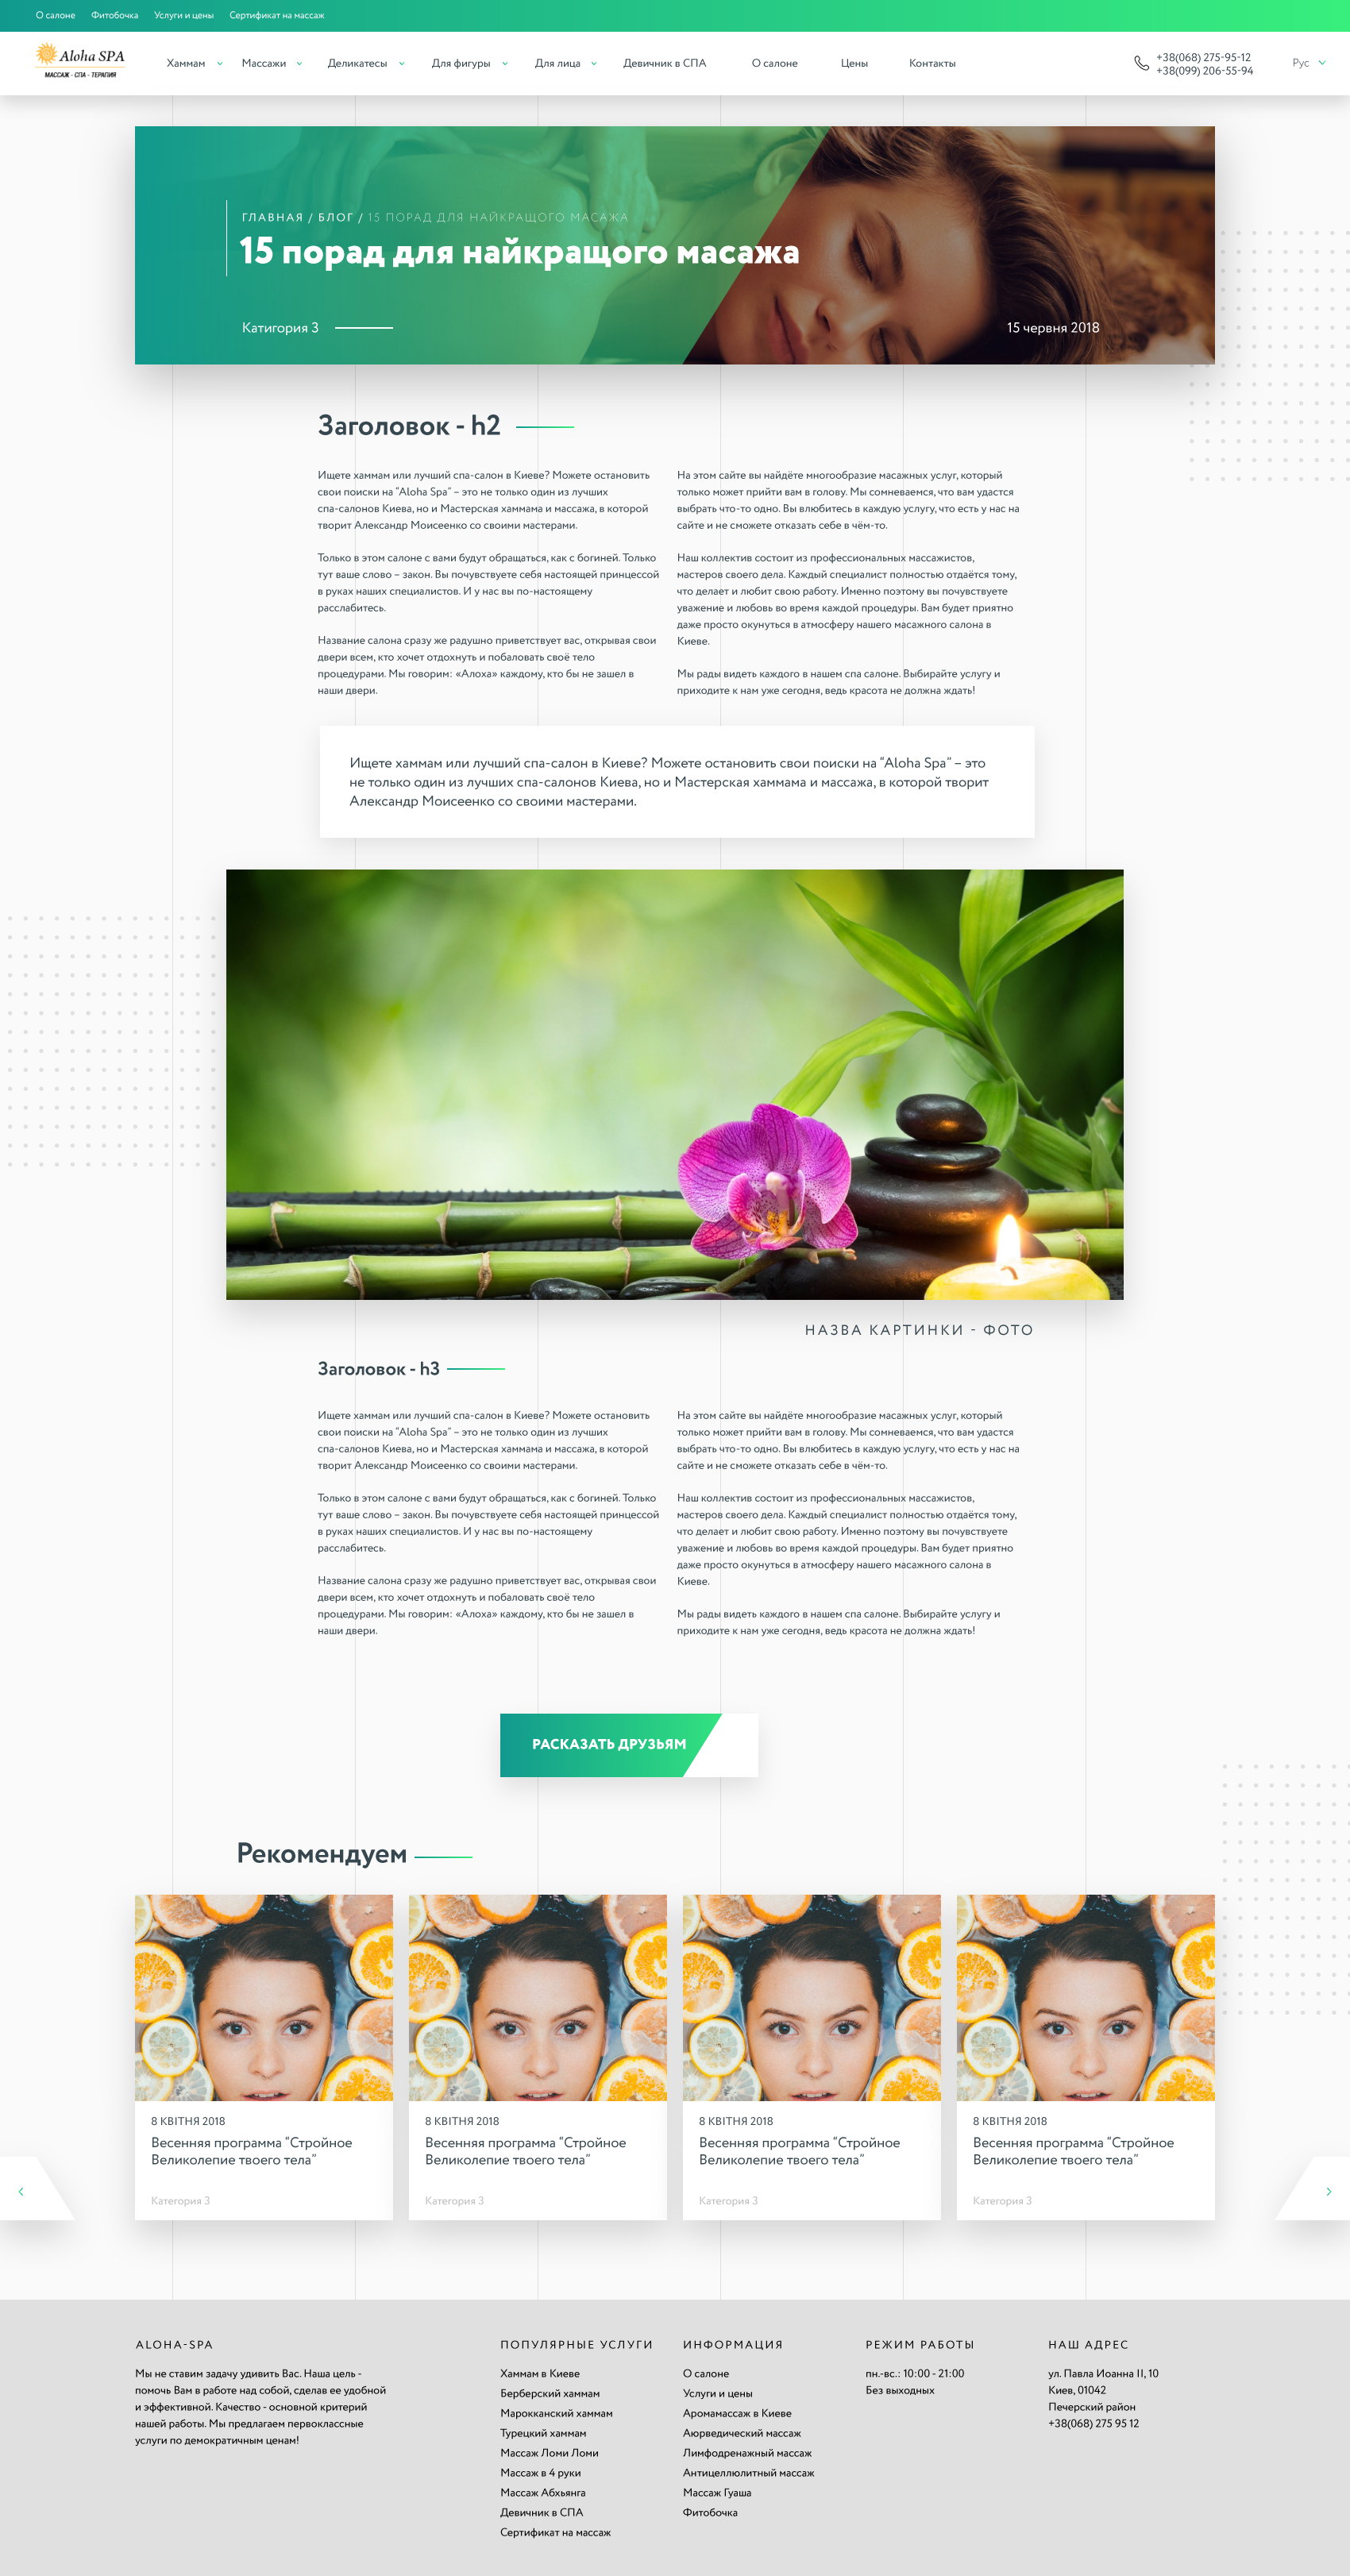 О салоне Фитобочка Услуги и цены Сертификат на массаж
Aloha SPA
МАССАЖ - СПА - ТЕРАПИЯ
Хаммам Массажи Деликатесы Для фигуры Для лица Девичник в СПА О салоне Цены Контакты
+38(068) 275-95-12
+38(099) 206-55-94
Рус
ГЛАВНАЯ / БЛОГ / 15 ПОРАД ДЛЯ НАЙКРАЩОГО МАСАЖА
15 порад для найкращого масажа
Катигория 3
15 червня 2018
Заголовок - h2
Ищете хаммам или лучший спа-салон в Киеве? Можете остановить
свои поиски на “Aloha Spa” – это не только один из лучших
спа-салонов Киева, но и Мастерская хаммама и массажа, в которой
творит Александр Моисеенко со своими мастерами.
Только в этом салоне с вами будут обращаться, как с богиней. Только
тут ваше слово – закон. Вы почувствуете себя настоящей принцессой
в руках наших специалистов. И у нас вы по-настоящему
расслабитесь.
Название салона сразу же радушно приветствует вас, открывая свои
двери всем, кто хочет отдохнуть и побаловать своё тело
процедурами. Мы говорим: «Алоха» каждому, кто бы не зашел в
наши двери.
На этом сайте вы найдёте многообразие масажных услуг, который
только может прийти вам в голову. Мы сомневаемся, что вам удастся
выбрать что-то одно. Вы влюбитесь в каждую услугу, что есть у нас на
сайте и не сможете отказать себе в чём-то.
Наш коллектив состоит из профессиональных массажистов,
мастеров своего дела. Каждый специалист полностью отдаётся тому,
что делает и любит свою работу. Именно поэтому вы почувствуете
уважение и любовь во время каждой процедуры. Вам будет приятно
даже просто окунуться в атмосферу нашего масажного салона в
Киеве.
Мы рады видеть каждого в нашем спа салоне. Выбирайте услугу и
приходите к нам уже сегодня, ведь красота не должна ждать!
Ищете хаммам или лучший спа-салон в Киеве? Можете остановить свои поиски на “Aloha Spa” – это
не только один из лучших спа-салонов Киева, но и Мастерская хаммама и массажа, в которой творит
Александр Моисеенко со своими мастерами.
НАЗВА КАРТИНКИ - ФОТО
Заголовок - h3
Ищете хаммам или лучший спа-салон в Киеве? Можете остановить
свои поиски на “Aloha Spa” – это не только один из лучших
спа-салонов Киева, но и Мастерская хаммама и массажа, в которой
творит Александр Моисеенко со своими мастерами.
Только в этом салоне с вами будут обращаться, как с богиней. Только
тут ваше слово – закон. Вы почувствуете себя настоящей принцессой
в руках наших специалистов. И у нас вы по-настоящему
расслабитесь.
Название салона сразу же радушно приветствует вас, открывая свои
двери всем, кто хочет отдохнуть и побаловать своё тело
процедурами. Мы говорим: «Алоха» каждому, кто бы не зашел в
наши двери.
На этом сайте вы найдёте многообразие масажных услуг, который
только может прийти вам в голову. Мы сомневаемся, что вам удастся
выбрать что-то одно. Вы влюбитесь в каждую услугу, что есть у нас на
сайте и не сможете отказать себе в чём-то.
Наш коллектив состоит из профессиональных массажистов,
мастеров своего дела. Каждый специалист полностью отдаётся тому,
что делает и любит свою работу. Именно поэтому вы почувствуете
уважение и любовь во время каждой процедуры. Вам будет приятно
даже просто окунуться в атмосферу нашего масажного салона в
Киеве.
Мы рады видеть каждого в нашем спа салоне. Выбирайте услугу и
приходите к нам уже сегодня, ведь красота не должна ждать!
РАСКАЗАТЬ ДРУЗЬЯМ
Рекомендуем
8 КВІТНЯ 2018
Весенняя программа “Стройное
Великолепие твоего тела”
Категория 3
8 КВІТНЯ 2018
Весенняя программа “Стройное
Великолепие твоего тела”
Категория 3
8 КВІТНЯ 2018
Весенняя программа “Стройное
Великолепие твоего тела”
Категория 3
8 КВІТНЯ 2018
Весенняя программа “Стройное
Великолепие твоего тела”
Категория 3
ALOHA-SPA
Мы не ставим задачу удивить Вас. Наша цель -
помочь Вам в работе над собой, сделав ее удобной
и эффективной. Качество - основной критерий
нашей работы. Мы предлагаем первоклассные
услуги по демократичным ценам!
ПОПУЛЯРНЫЕ УСЛУГИ
Хаммам в Киеве
Берберский хаммам
Марокканский хаммам
Турецкий хаммам
Массаж Ломи Ломи
Массаж в 4 руки
Массаж Абхьянга
Девичник в СПА
Сертификат на массаж
ИНФОРМАЦИЯ
О салоне
Услуги и цены
Аромамассаж в Киеве
Аюрведический массаж
Лимфодренажный массаж
Антицеллюлитный массаж
Массаж Гуаша
Фитобочка
РЕЖИМ РАБОТЫ
пн.-вс.: 10:00 - 21:00
Без выходных
НАШ АДРЕС
ул. Павла Иоанна II, 10
Киев, 01042
Печерский район
+38(068) 275 95 12